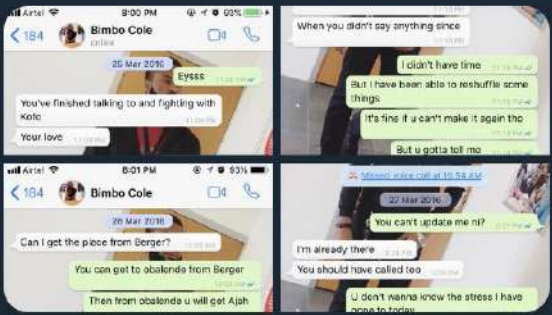 Airtel 8:00 PM 93%
184 Bimbo Cole
online
25 Mar 2016
Eysss
You've finished talking to and fighting with
Kofo
Your love
When you didn't say anything since
I didn't have time
But I have been able to reshuffle some
things
It's fine if u can't make it again tho
But u gotta tell me
Airtel 8:01 PM 93%
184 Bimbo Cole
26 Mar 2016
Can I get the place from Berger?
You can get to obalende from Berger
Then from obalende u will get Ajah
Missed voice call at 10:54 AM
27 Mar 2016
You can't update me ni?
I'm already there
You should have called too
U don't wanna know the stress I have
gone to today